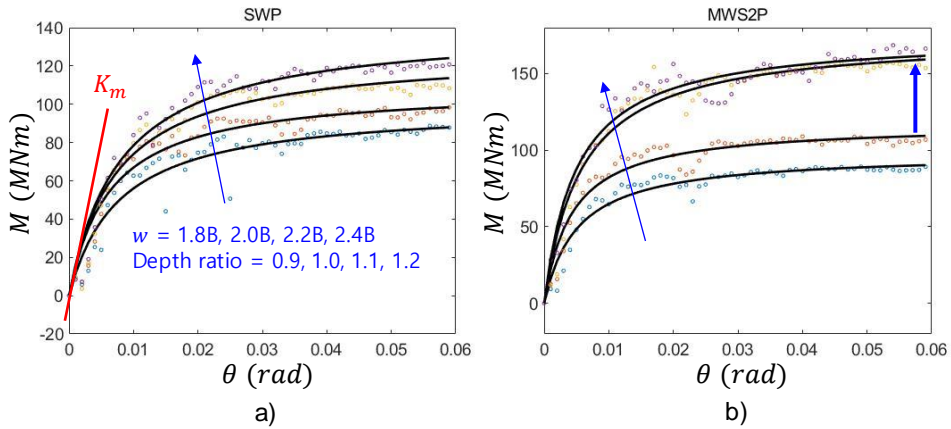 SWP
140
120
100
80
60
40
20
0
-20
K_m
M (MNm)
w = 1.8B, 2.0B, 2.2B, 2.4B
Depth ratio = 0.9, 1.0, 1.1, 1.2
0 0.01 0.02 0.03 0.04 0.05 0.06
θ (rad)
a)
MWS2P
150
100
50
0
M (MNm)
0 0.01 0.02 0.03 0.04 0.05 0.06
θ (rad)
b)